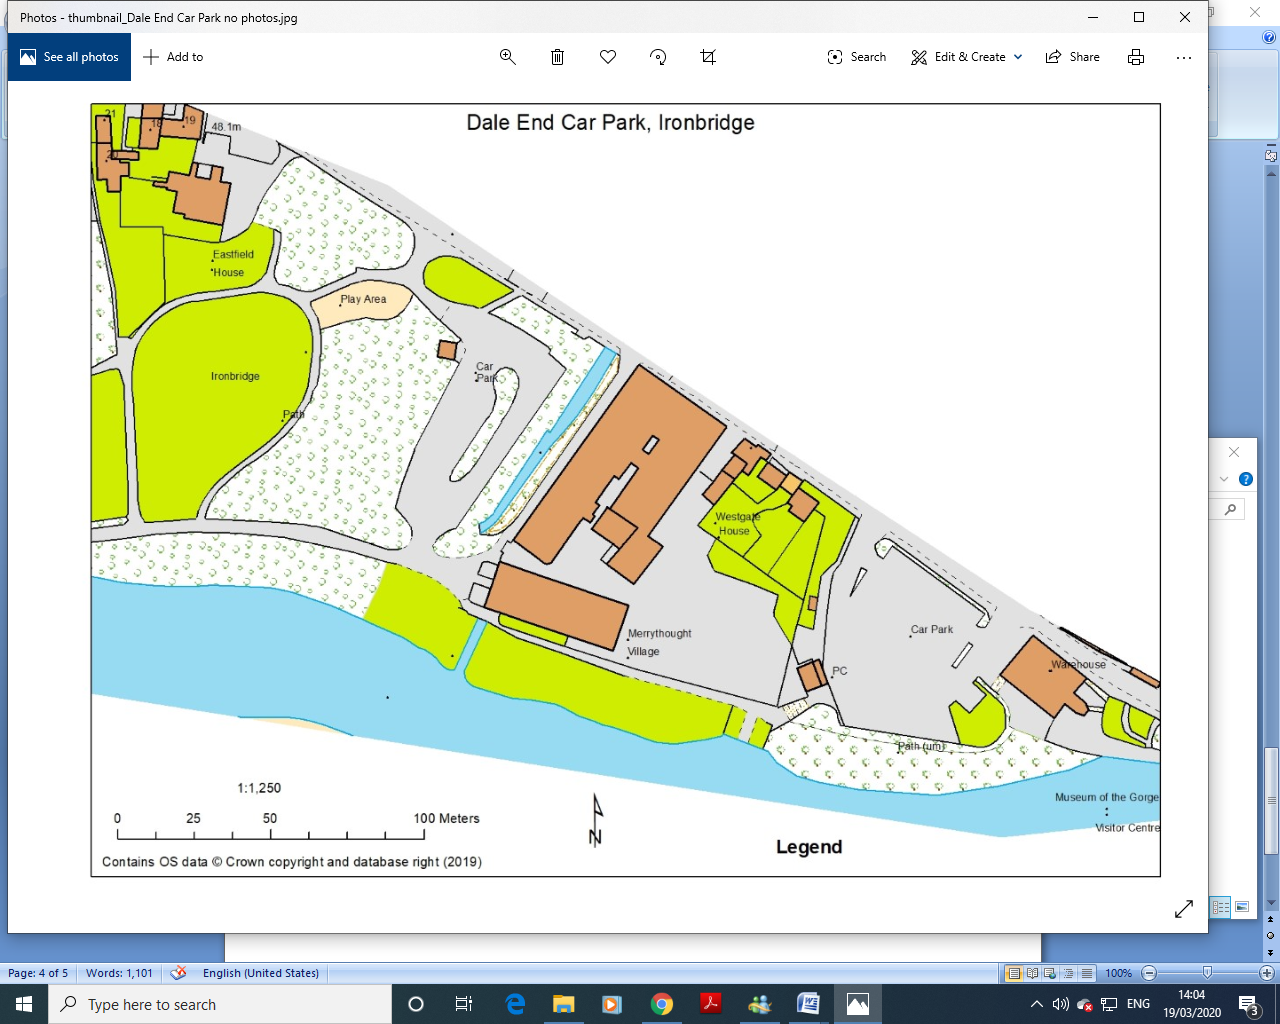 Photos - thumbnail_Dale End Car Park no photos.jpg
See all photos
Add to
Search
Edit & Create
Share
Dale End Car Park, Ironbridge
21
18
19
48.1m
Eastfield
House
Play Area
Car
Park
Ironbridge
Path
Westgate
House
Merrythought
Village
Car Park
PC
Warehouse
Path (um)
Museum of the Gorge
Visitor Centre
1:1,250
0 25 50 100 Meters
N
Legend
Contains OS data © Crown copyright and database right (2019)
Page: 4 of 5
Words: 1,101
English (United States)
100%
Type here to search
ENG
14:04
19/03/2020
3